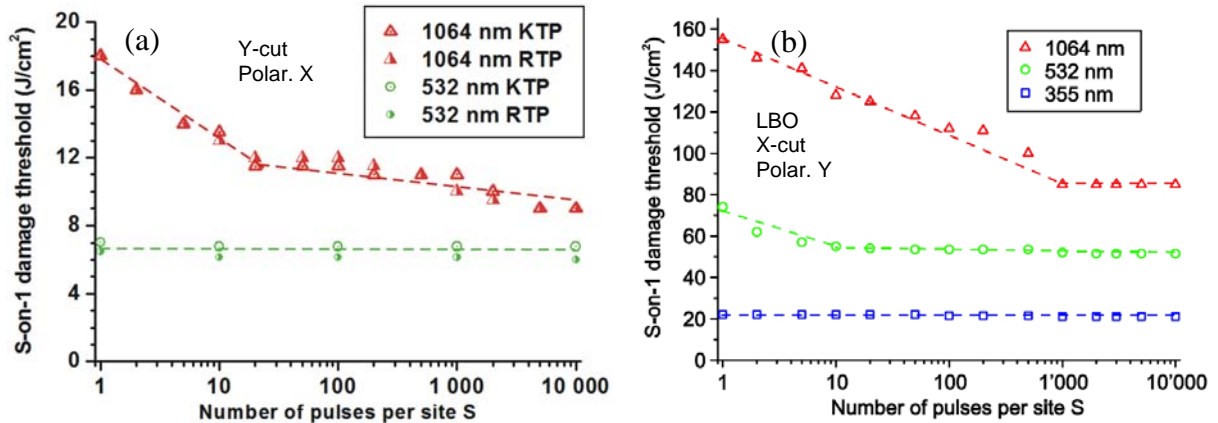 (a)
Y-cut
Polar. X
1064 nm KTP
1064 nm RTP
532 nm KTP
532 nm RTP
S-on-1 damage threshold (J/cm²)
20
16
12
8
4
0
1
10
100
1 000
10 000
Number of pulses per site S
(b)
1064 nm
532 nm
355 nm
LBO
X-cut
Polar. Y
S-on-1 damage threshold (J/cm²)
160
140
120
100
80
60
40
20
0
1
10
100
1'000
10'000
Number of pulses per site S